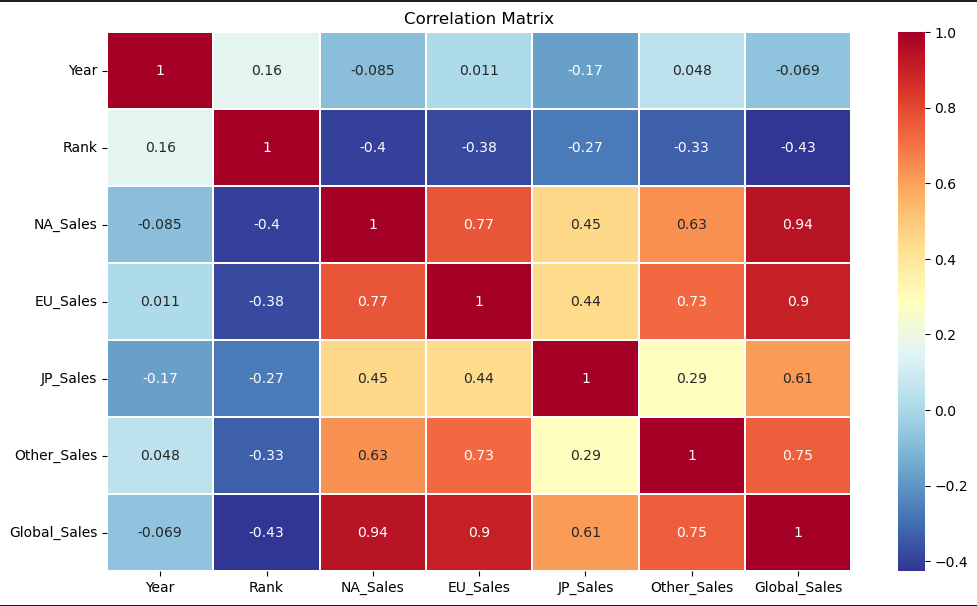 Correlation Matrix
Year 1 0.16 -0.085 0.011 -0.17 0.048 -0.069
Rank 0.16 1 -0.4 -0.38 -0.27 -0.33 -0.43
NA_Sales -0.085 -0.4 1 0.77 0.45 0.63 0.94
EU_Sales 0.011 -0.38 0.77 1 0.44 0.73 0.9
JP_Sales -0.17 -0.27 0.45 0.44 1 0.29 0.61
Other_Sales 0.048 -0.33 0.63 0.73 0.29 1 0.75
Global_Sales -0.069 -0.43 0.94 0.9 0.61 0.75 1
Year Rank NA_Sales EU_Sales JP_Sales Other_Sales Global_Sales
1.0
0.8
0.6
0.4
0.2
0.0
−0.2
−0.4